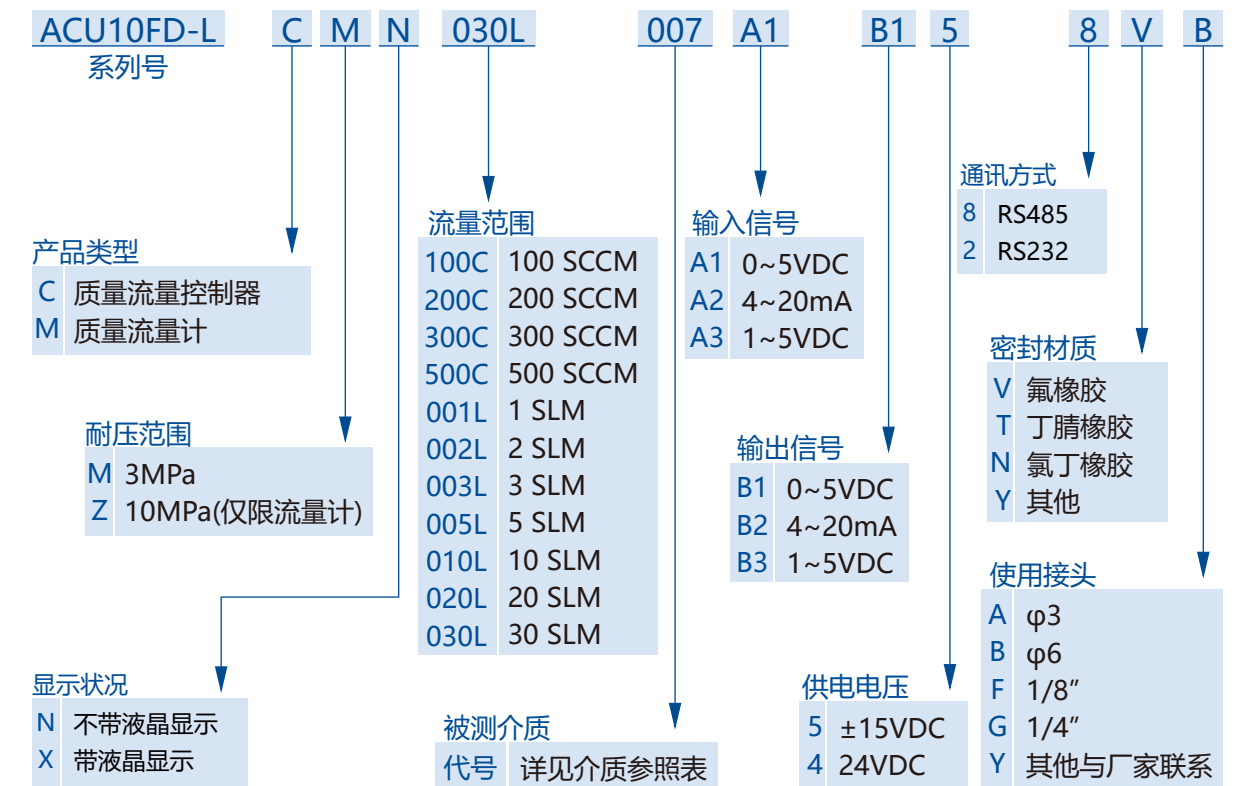 ACU10FD-L C M N 030L 007 A1 B1 5 8 V B
系列号
产品类型
C 质量流量控制器
M 质量流量计
耐压范围
M 3MPa
Z 10MPa(仅限流量计)
显示状况
N 不带液晶显示
X 带液晶显示
流量范围
100C 100 SCCM
200C 200 SCCM
300C 300 SCCM
500C 500 SCCM
001L 1 SLM
002L 2 SLM
003L 3 SLM
005L 5 SLM
010L 10 SLM
020L 20 SLM
030L 30 SLM
被测介质
代号 详见介质参照表
输入信号
A1 0~5VDC
A2 4~20mA
A3 1~5VDC
输出信号
B1 0~5VDC
B2 4~20mA
B3 1~5VDC
供电电压
5 ±15VDC
4 24VDC
通讯方式
8 RS485
2 RS232
密封材质
V 氟橡胶
T 丁腈橡胶
N 氯丁橡胶
Y 其他
使用接头
A φ3
B φ6
F 1/8″
G 1/4″
Y 其他与厂家联系